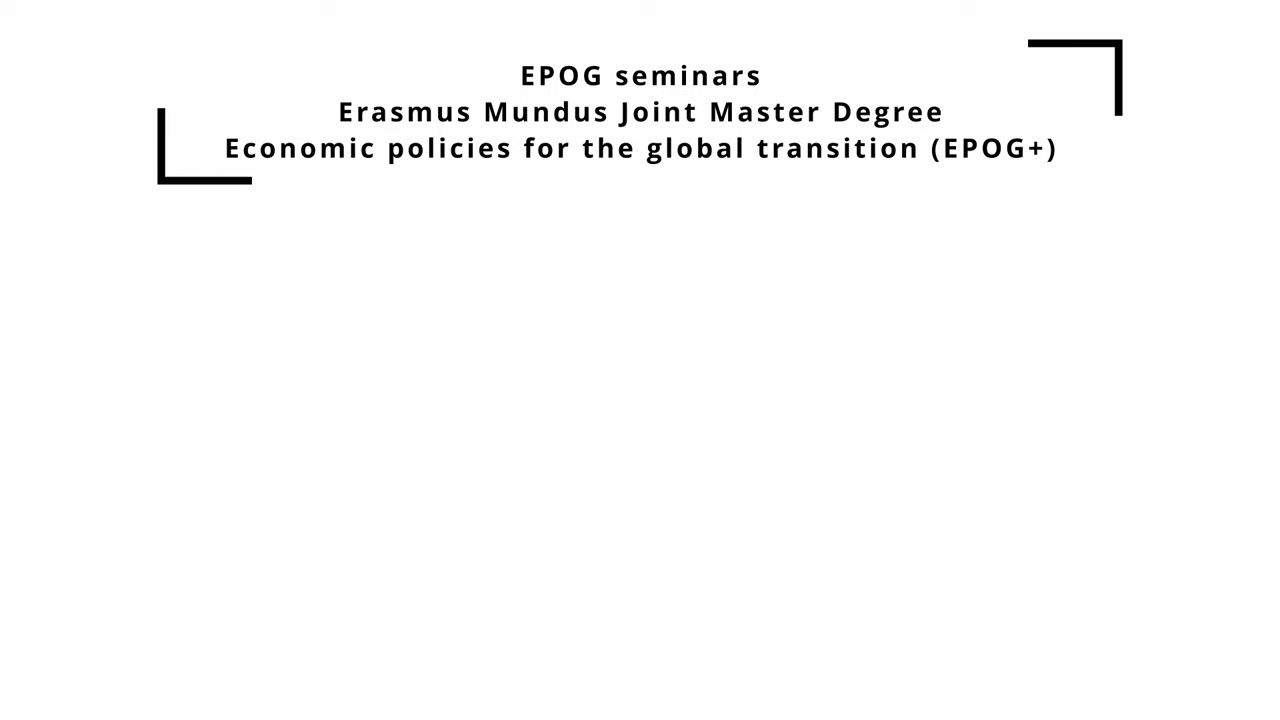 EPOG seminars
Erasmus Mundus Joint Master Degree
Economic policies for the global transition (EPOG+)